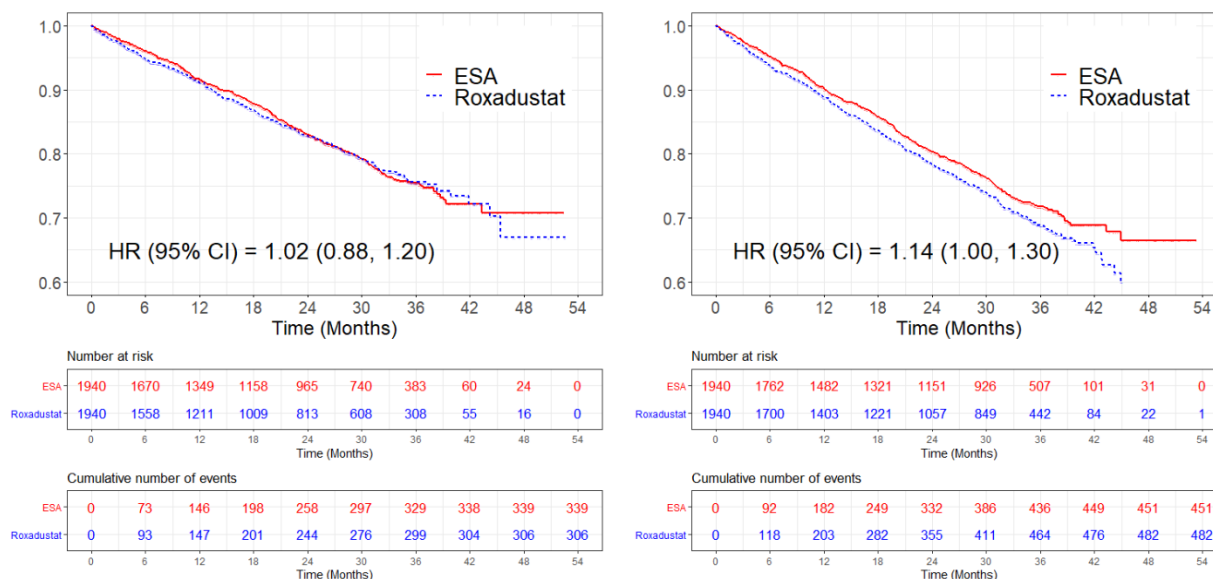 1.0
0.9
0.8
0.7
0.6
ESA
Roxadustat
HR (95% CI) = 1.02 (0.88, 1.20)
0 6 12 18 24 30 36 42 48 54
Time (Months)
Number at risk
ESA 1940 1670 1349 1158 965 740 383 60 24 0
Roxadustat 1940 1558 1211 1009 813 608 308 55 16 0
0 6 12 18 24 30 36 42 48 54
Time (Months)
Cumulative number of events
ESA 0 73 146 198 258 297 329 338 339 339
Roxadustat 0 93 147 201 244 276 299 304 306 306
0 6 12 18 24 30 36 42 48 54
Time (Months)
1.0
0.9
0.8
0.7
0.6
ESA
Roxadustat
HR (95% CI) = 1.14 (1.00, 1.30)
0 6 12 18 24 30 36 42 48 54
Time (Months)
Number at risk
ESA 1940 1762 1482 1321 1151 926 507 101 31 0
Roxadustat 1940 1700 1403 1221 1057 849 442 84 22 1
0 6 12 18 24 30 36 42 48 54
Time (Months)
Cumulative number of events
ESA 0 92 182 249 332 386 436 449 451 451
Roxadustat 0 118 203 282 355 411 464 476 482 482
0 6 12 18 24 30 36 42 48 54
Time (Months)